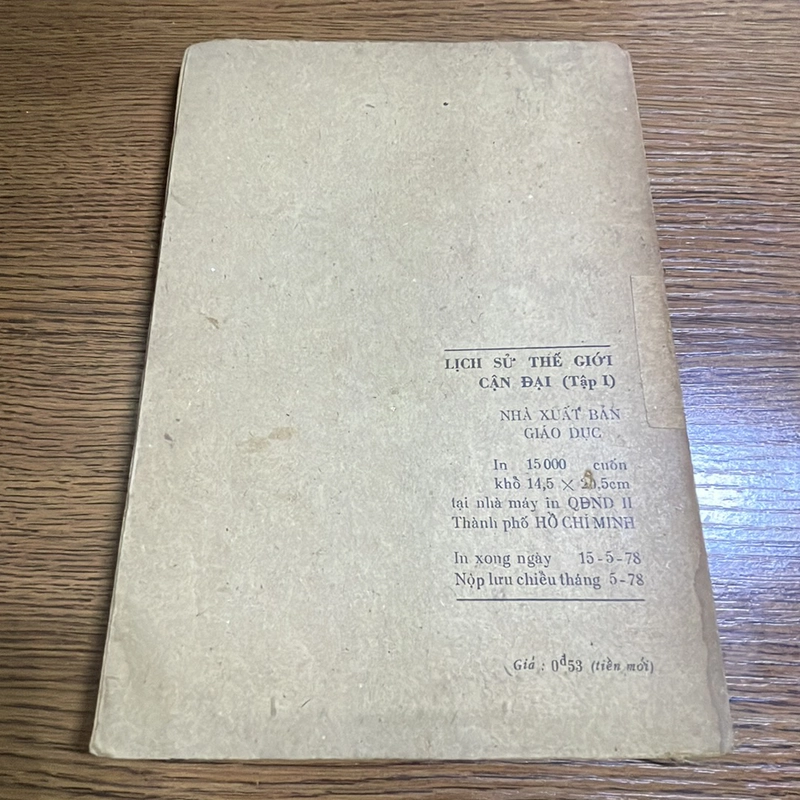 LỊCH SỬ THẾ GIỚI
CẬN ĐẠI (Tập I)
NHÀ XUẤT BẢN
GIÁO DỤC
In 15000 cuốn
khổ 14,5 × 20,5cm
tại nhà máy in QĐND II
Thành phố HỒ CHÍ MINH
In xong ngày 15-5-78
Nộp lưu chiểu tháng 5-78
Giá : 0đ53 (tiền mới)